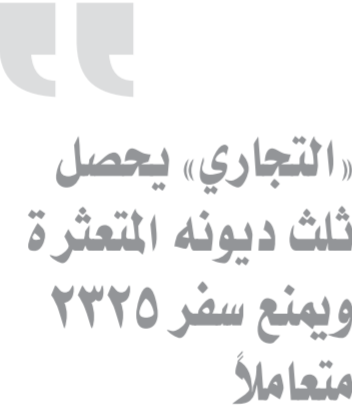 «التجاري» يحصل
ثلث ديونه المتعثرة
ويمنع سفر ٢٣٢٥
متعاملاً